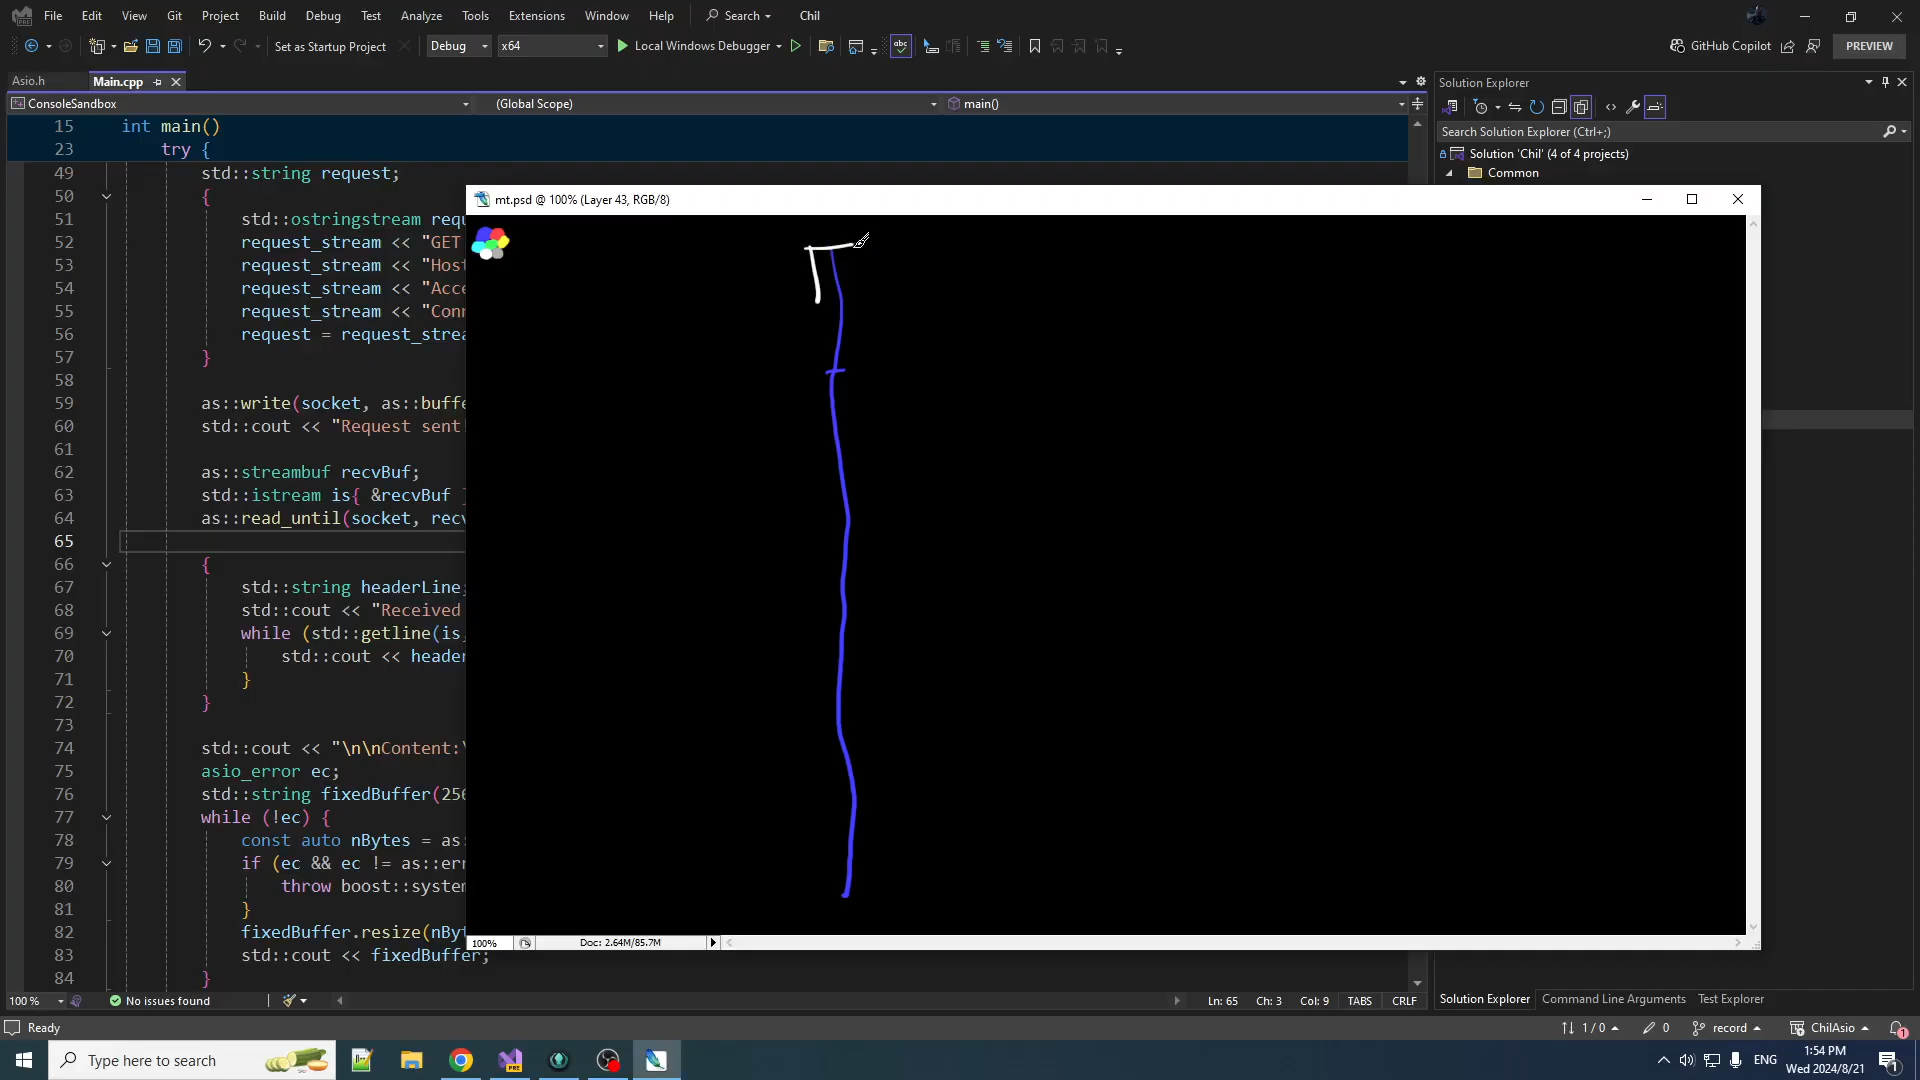 File Edit View Git Project Build Debug Test Analyze Tools Extensions Window Help Search Chil
Set as Startup Project Debug x64 Local Windows Debugger GitHub Copilot PREVIEW
Asio.h Main.cpp
ConsoleSandbox (Global Scope) main()
15 int main()
23 try {
49 std::string request;
50 {
51 std::ostringstream requ
52 request_stream << "GET
53 request_stream << "Host
54 request_stream << "Acce
55 request_stream << "Conn
56 request = request_strea
57 }
58
59 as::write(socket, as::buffe
60 std::cout << "Request sent!
61
62 as::streambuf recvBuf;
63 std::istream is{ &recvBuf }
64 as::read_until(socket, recv
65
66 {
67 std::string headerLine;
68 std::cout << "Received
69 while (std::getline(is,
70 std::cout << header
71 }
72 }
73
74 std::cout << "\n\nContent:\
75 asio_error ec;
76 std::string fixedBuffer(256
77 while (!ec) {
78 const auto nBytes = as:
79 if (ec && ec != as::err
80 throw boost::system
81 }
82 fixedBuffer.resize(nByt
83 std::cout << fixedBuffer;
84 }
mt.psd @ 100% (Layer 43, RGB/8)
100% Doc: 2.64M/85.7M
Solution Explorer
Search Solution Explorer (Ctrl+;)
Solution 'Chil' (4 of 4 projects)
Common
100 % No issues found Ln: 65 Ch: 3 Col: 9 TABS CRLF
Solution Explorer Command Line Arguments Test Explorer
Ready 1 / 0 0 record ChilAsio 1
Type here to search PRE ENG 1:54 PM
Wed 2024/8/21 1